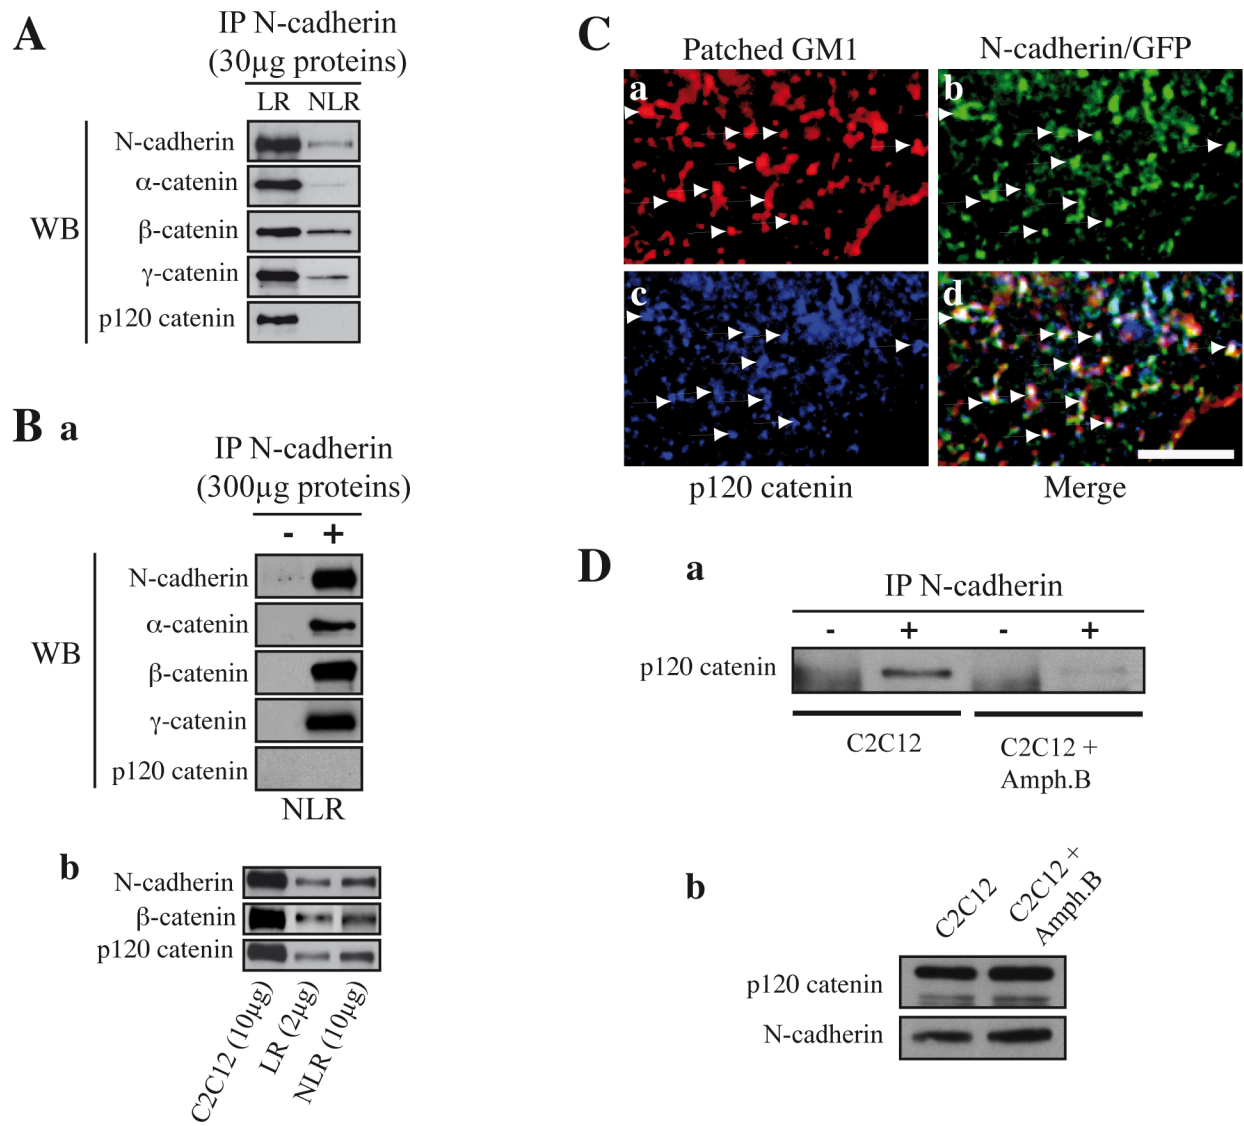 A
IP N-cadherin
(30µg proteins)
LR NLR
WB
N-cadherin
α-catenin
β-catenin
γ-catenin
p120 catenin
B a
IP N-cadherin
(300µg proteins)
- +
WB
N-cadherin
α-catenin
β-catenin
γ-catenin
p120 catenin
NLR
b
N-cadherin
β-catenin
p120 catenin
C2C12 (10µg)
LR (2µg)
NLR (10µg)
C
Patched GM1
N-cadherin/GFP
a
b
c
d
p120 catenin
Merge
D a
IP N-cadherin
- + - +
p120 catenin
C2C12
C2C12 +
Amph.B
b
C2C12
C2C12 +
Amph.B
p120 catenin
N-cadherin